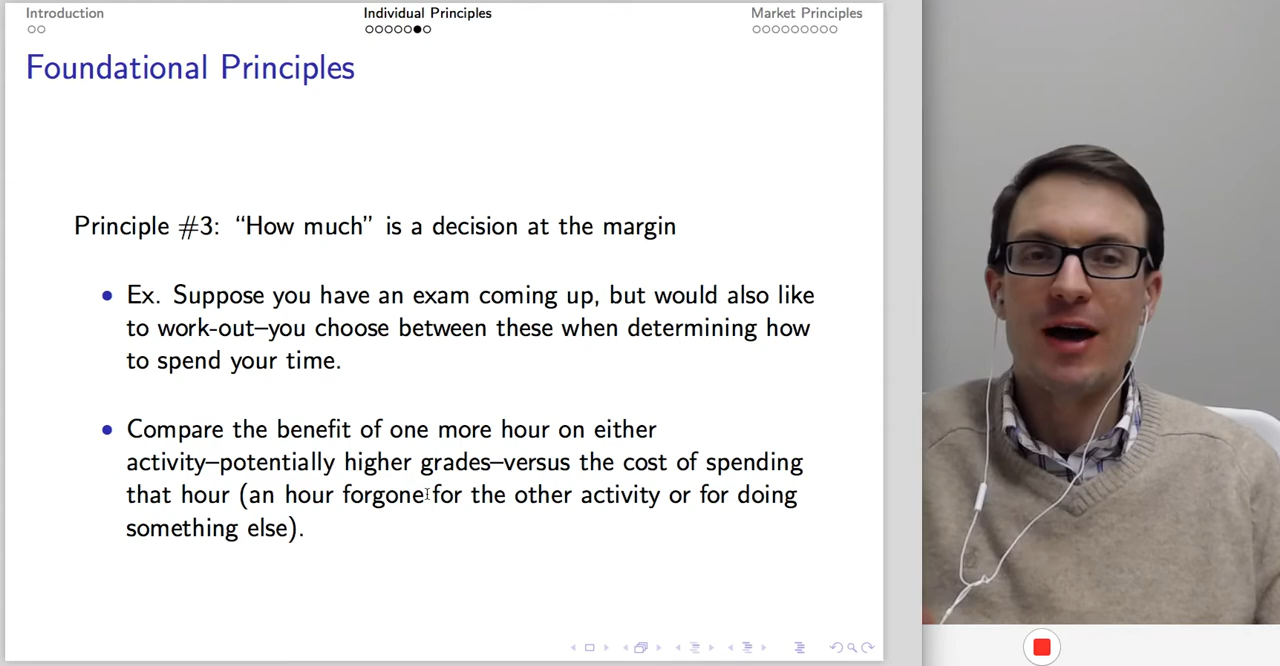 Introduction
Individual Principles
Market Principles
Foundational Principles
Principle #3: “How much” is a decision at the margin
Ex. Suppose you have an exam coming up, but would also like
to work-out–you choose between these when determining how
to spend your time.
Compare the benefit of one more hour on either
activity–potentially higher grades–versus the cost of spending
that hour (an hour forgone for the other activity or for doing
something else).